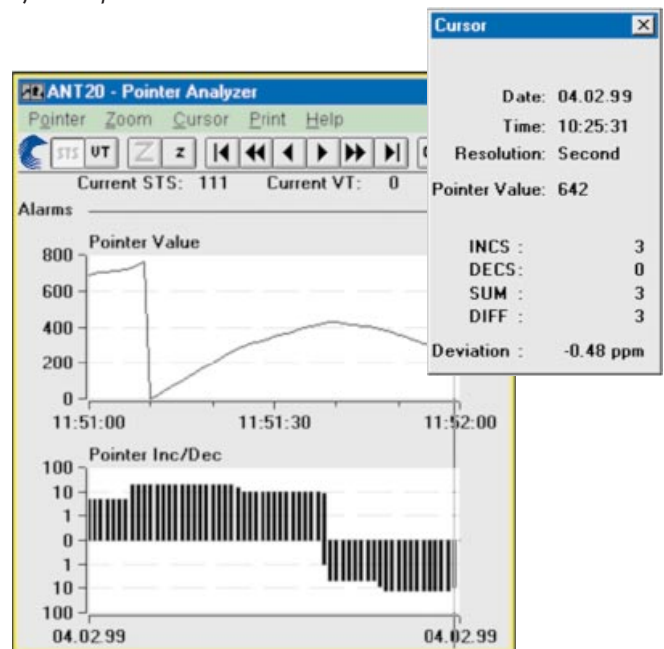 Cursor
Date: 04.02.99
Time: 10:25:31
Resolution: Second
Pointer Value: 642
INCS : 3
DECS: 0
SUM : 3
DIFF : 3
Deviation : -0.48 ppm
ANT20 - Pointer Analyzer
Pointer Zoom Cursor Print Help
STS VT Z z
Current STS: 111 Current VT: 0
Alarms
Pointer Value
800
600
400
200
0
11:51:00 11:51:30 11:52:00
Pointer Inc/Dec
100
10
1
0
1
10
100
04.02.99 04.02.99